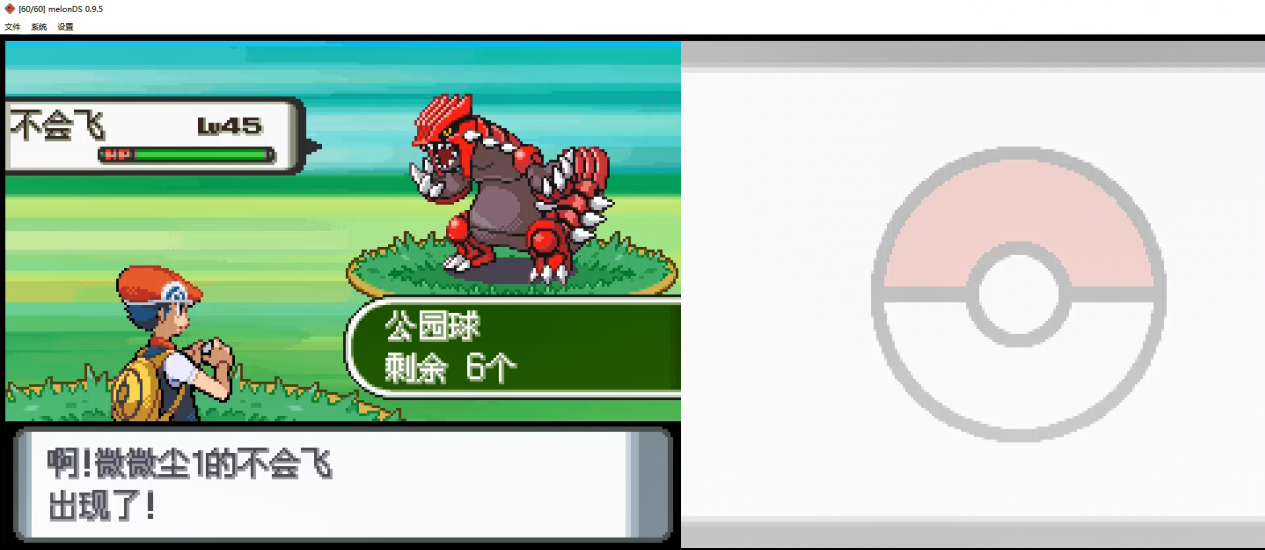 [60/60] melonDS 0.9.5
文件 系统 设置
不会飞 Lv45
HP
公园球
剩余 6个
啊!微微尘1的不会飞
出现了!